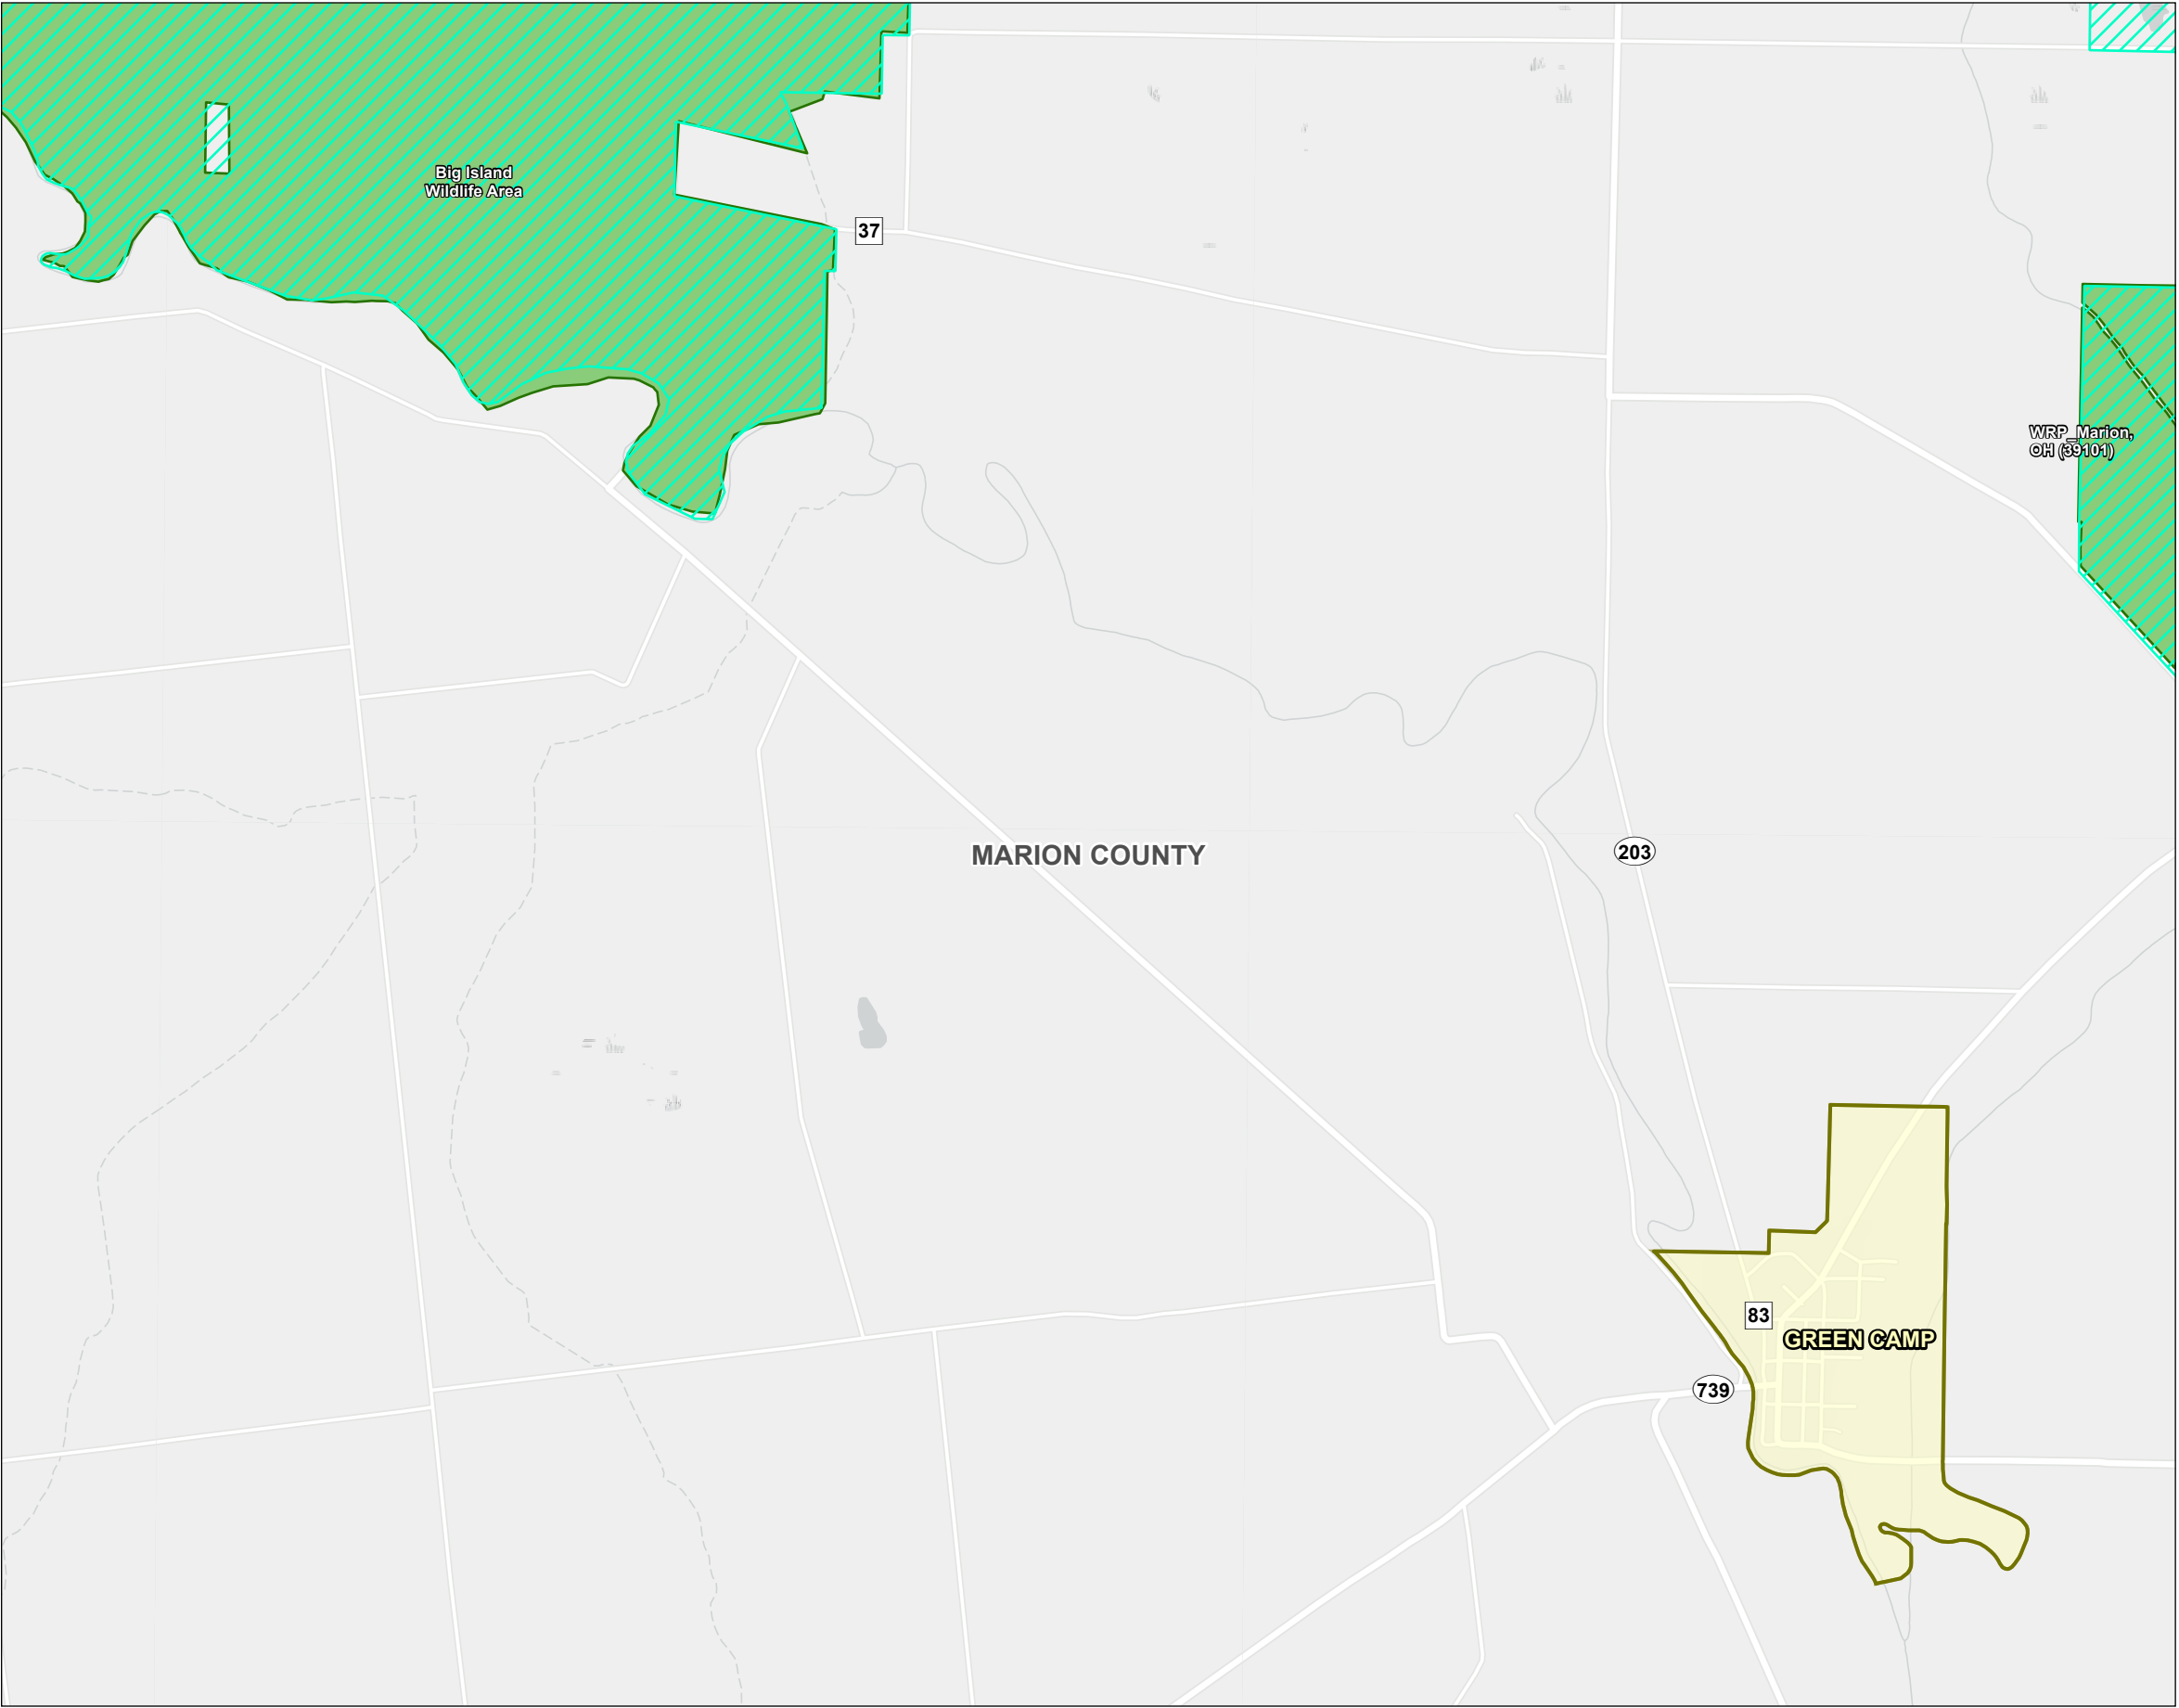 Big Island
Wildlife Area
37
WRP_Marion,
OH (39101)
MARION COUNTY
203
83
GREEN CAMP
739